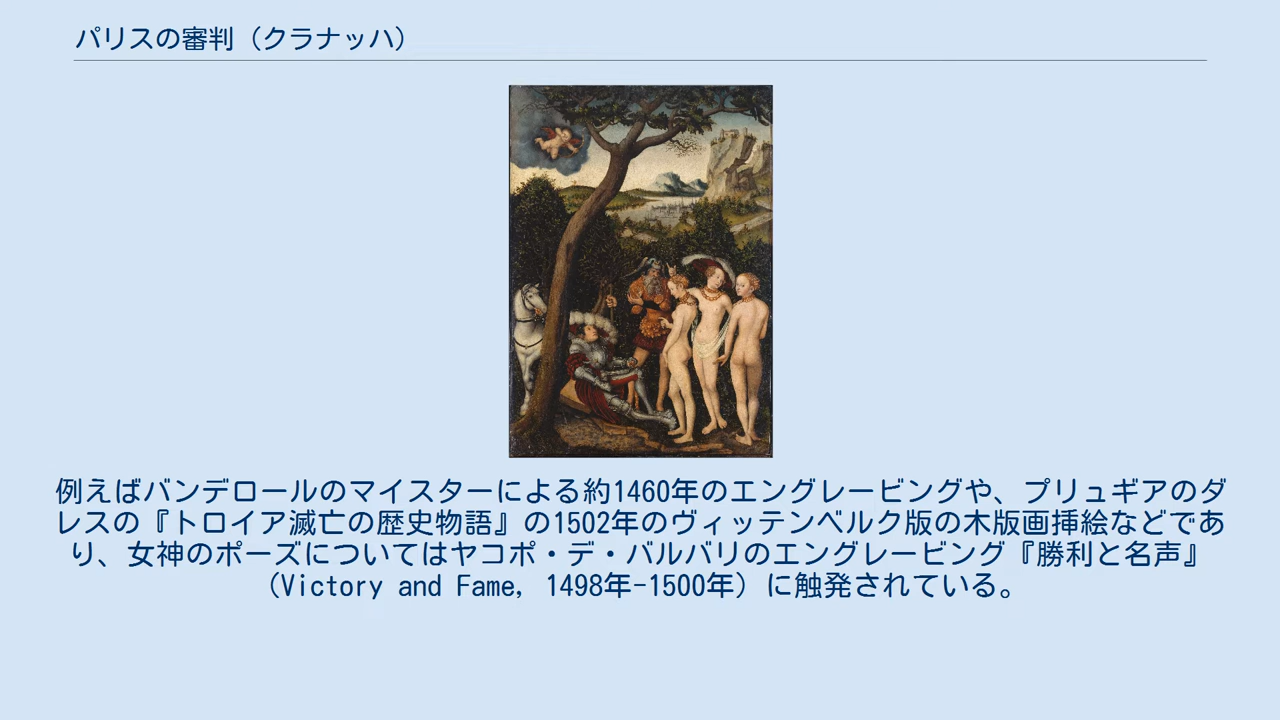 パリスの審判（クラナッハ）
例えばバンデロールのマイスターによる約1460年のエングレービングや、プリュギアのダ
レスの『トロイア滅亡の歴史物語』の1502年のヴィッテンベルク版の木版画挿絵などであ
り、女神のポーズについてはヤコポ・デ・バルバリのエングレービング『勝利と名声』
（Victory and Fame, 1498年-1500年）に触発されている。